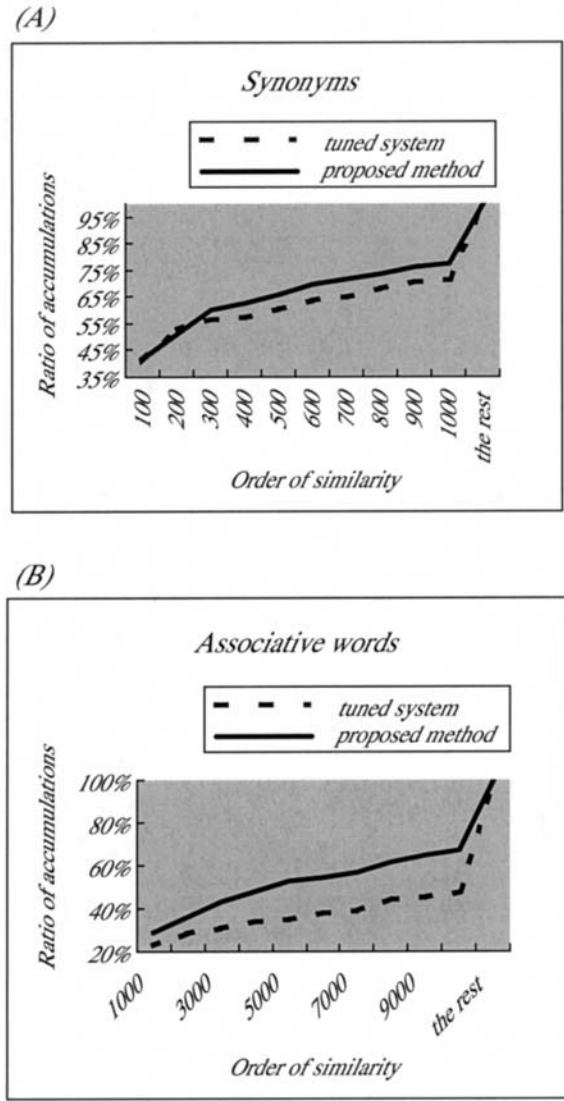 (A)
Synonyms
tuned system
proposed method
Ratio of accumulations
95%
85%
75%
65%
55%
45%
35%
100
200
300
400
500
600
700
800
900
1000
the rest
Order of similarity
(B)
Associative words
tuned system
proposed method
Ratio of accumulations
100%
80%
60%
40%
20%
1000
3000
5000
7000
9000
the rest
Order of similarity